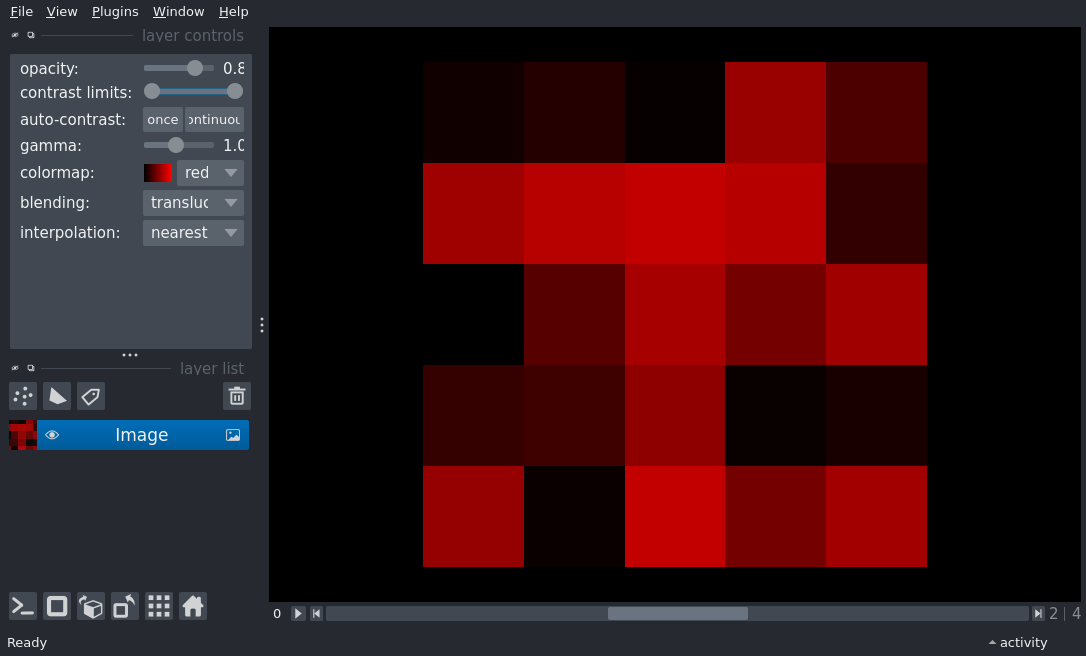 File View Plugins Window Help
layer controls
opacity: 0.8
contrast limits:
auto-contrast: once ontinuou
gamma: 1.0
colormap: red
blending: transluc
interpolation: nearest
layer list
Image
0 2 | 4
Ready activity